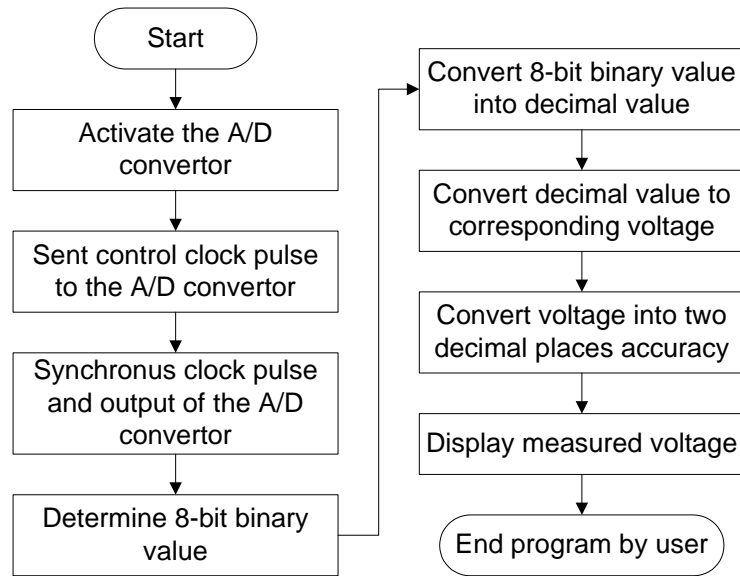 Start
Activate the A/D
convertor
Sent control clock pulse
to the A/D convertor
Synchronus clock pulse
and output of the A/D
convertor
Determine 8-bit binary
value
Convert 8-bit binary value
into decimal value
Convert decimal value to
corresponding voltage
Convert voltage into two
decimal places accuracy
Display measured voltage
End program by user